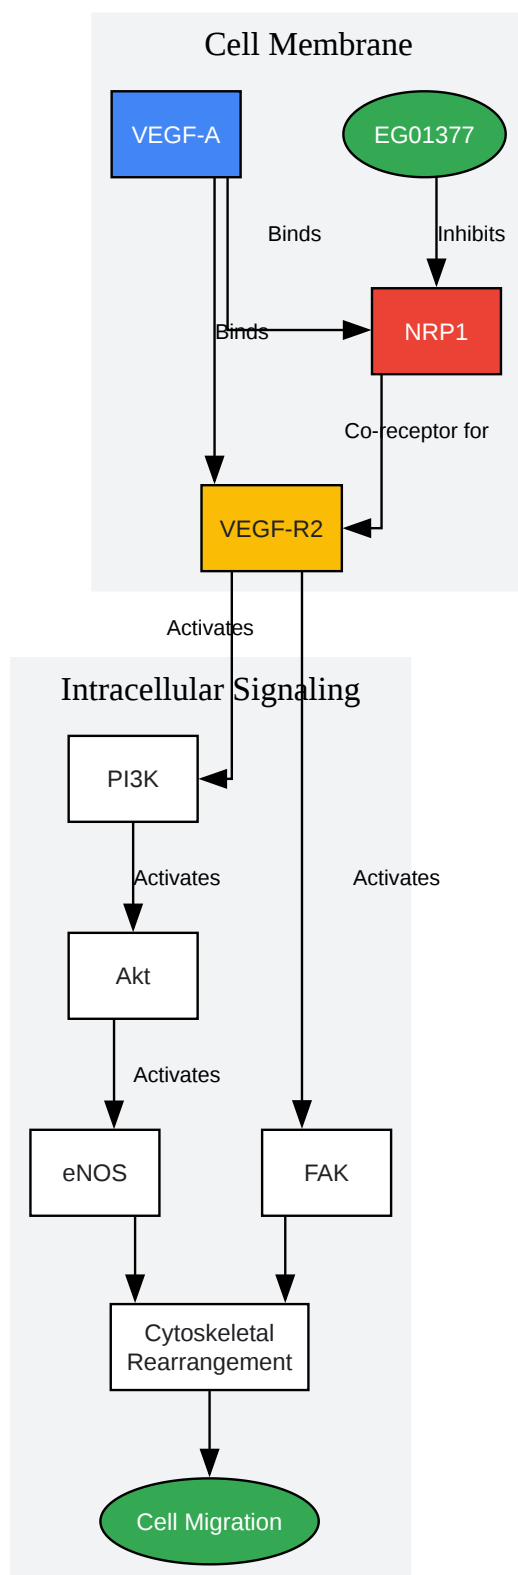 Cell Membrane
VEGF-A
EG01377
Binds
Inhibits
Binds
NRP1
Co-receptor for
VEGF-R2
Activates
Intracellular Signaling
PI3K
Activates
Activates
Akt
Activates
eNOS
FAK
Cytoskeletal
Rearrangement
Cell Migration